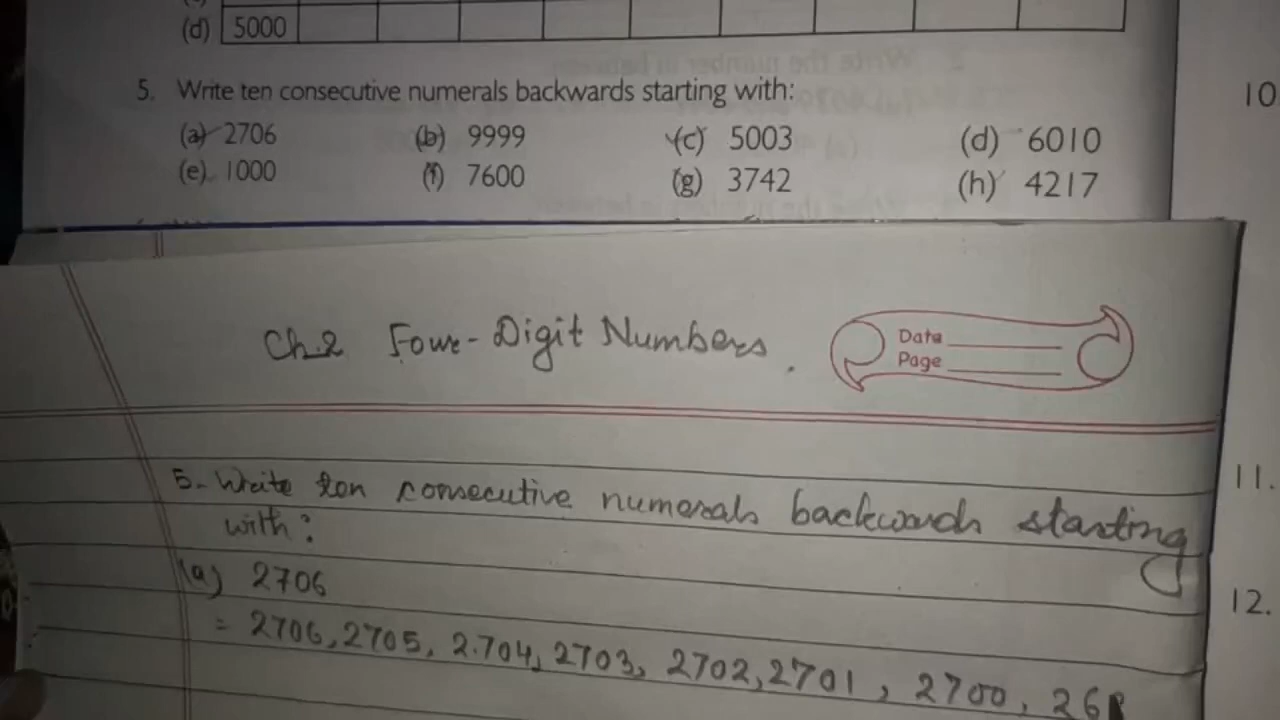 (d) 5000
5. Write ten consecutive numerals backwards starting with: 10
(a) 2706 (b) 9999 (c) 5003 (d) 6010
(e) 1000 (f) 7600 (g) 3742 (h) 4217
Ch.2 Four-Digit Numbers.
Data
Page
5. Write ten consecutive numerals backwards starting 11.
with:
(a) 2706 12.
= 2706, 2705, 2704, 2703, 2702, 2701, 2700, 26